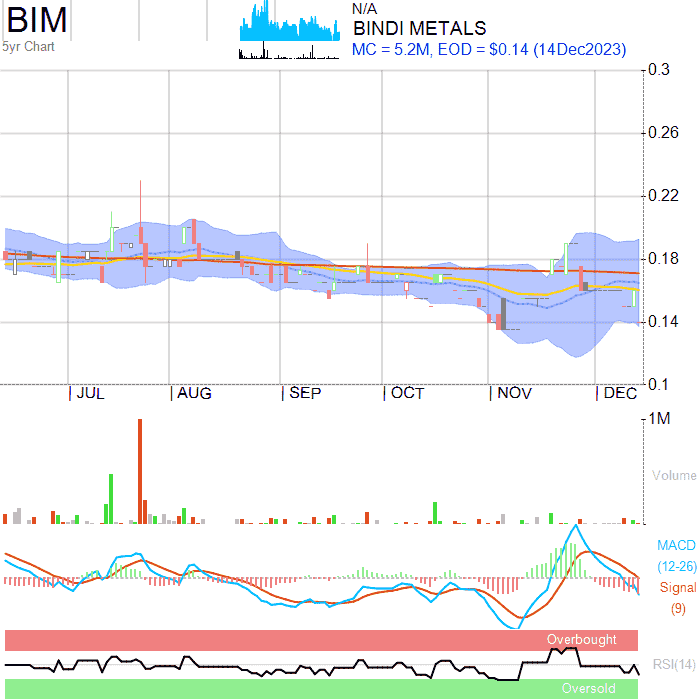 BIM
5yr Chart
N/A
BINDI METALS
MC = 5.2M, EOD = $0.14 (14Dec2023)
0.3
0.26
0.22
0.18
0.14
0.1
JUL AUG SEP OCT NOV DEC
1M
Volume
MACD
(12-26)
Signal
(9)
Overbought
RSI(14)
Oversold